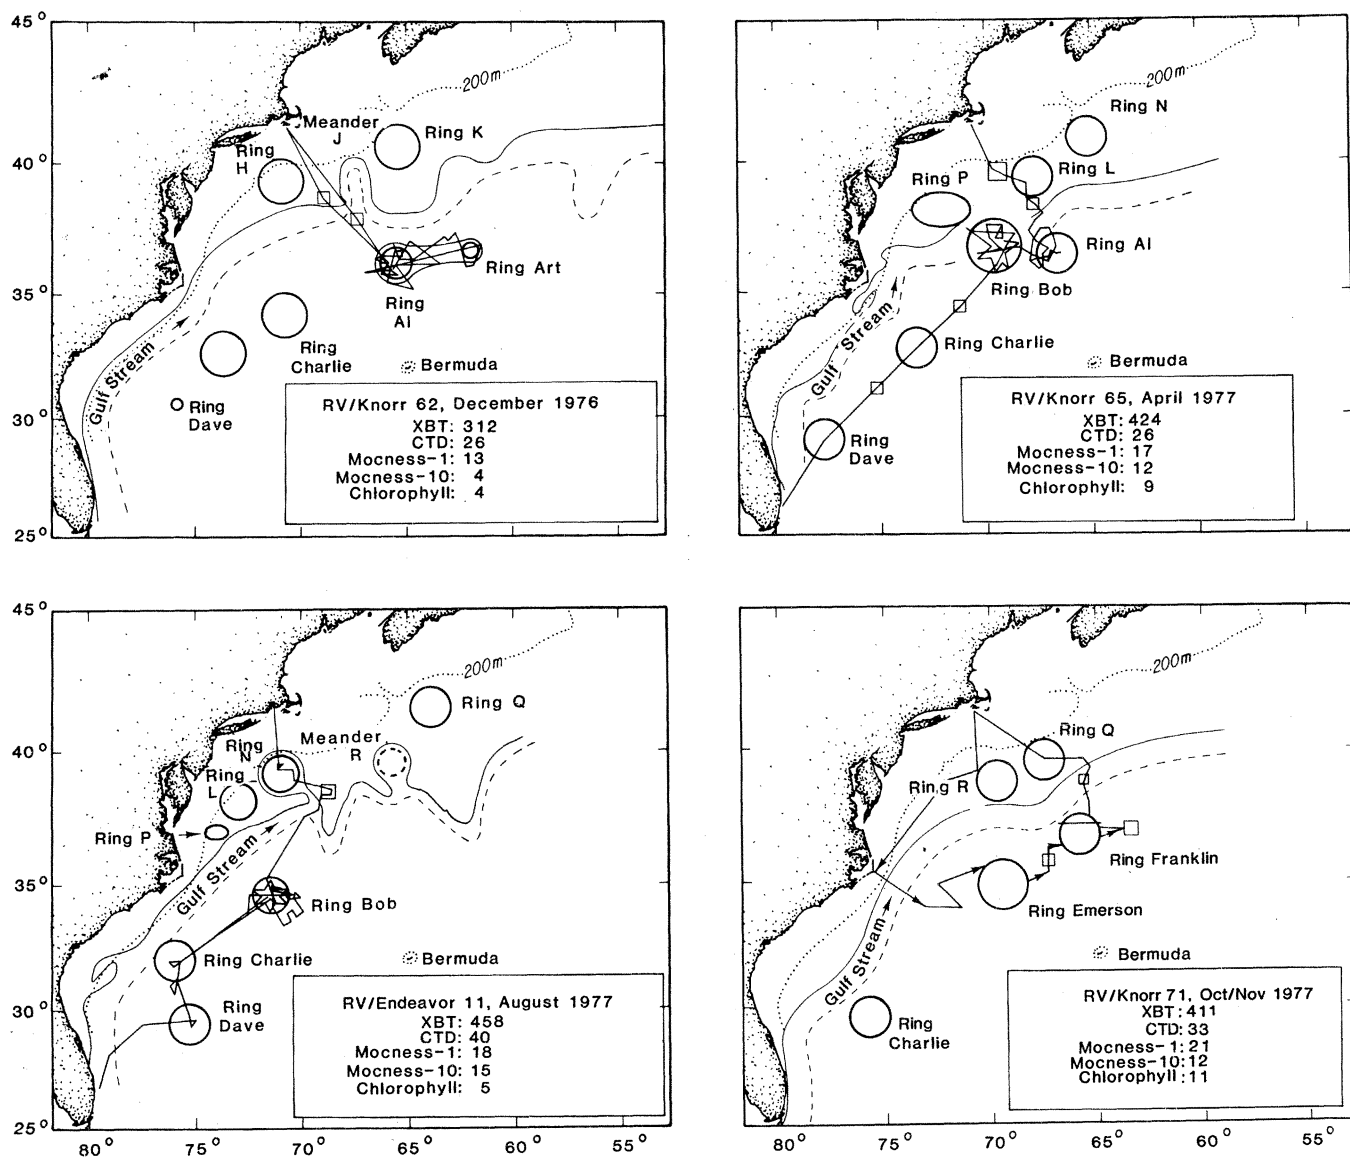 45°
40°
35°
30°
25°
200m
Meander
J
Ring K
Ring
H
Ring Art
Ring
Al
Ring
Charlie
Gulf Stream
Bermuda
Ring
Dave
RV/Knorr 62, December 1976
XBT: 312
CTD: 26
Mocness-1: 13
Mocness-10: 4
Chlorophyll: 4
200m
Ring N
Ring L
Ring P
Ring Al
Ring Bob
Gulf Stream
Ring Charlie
Bermuda
Ring
Dave
RV/Knorr 65, April 1977
XBT: 424
CTD: 26
Mocness-1: 17
Mocness-10: 12
Chlorophyll: 9
45°
40°
35°
30°
25°
200m
Ring Q
Meander
R
Ring
N
Ring
L
Ring P
Gulf Stream
Ring Bob
Ring Charlie
Bermuda
Ring
Dave
RV/Endeavor 11, August 1977
XBT: 458
CTD: 40
Mocness-1: 18
Mocness-10: 15
Chlorophyll: 5
80° 75° 70° 65° 60° 55°
200m
Ring Q
Ring R
Ring Franklin
Ring Emerson
Gulf Stream
Bermuda
Ring
Charlie
RV/Knorr 71, Oct/Nov 1977
XBT: 411
CTD: 33
Mocness-1: 21
Mocness-10: 12
Chlorophyll: 11
80° 75° 70° 65° 60° 55°